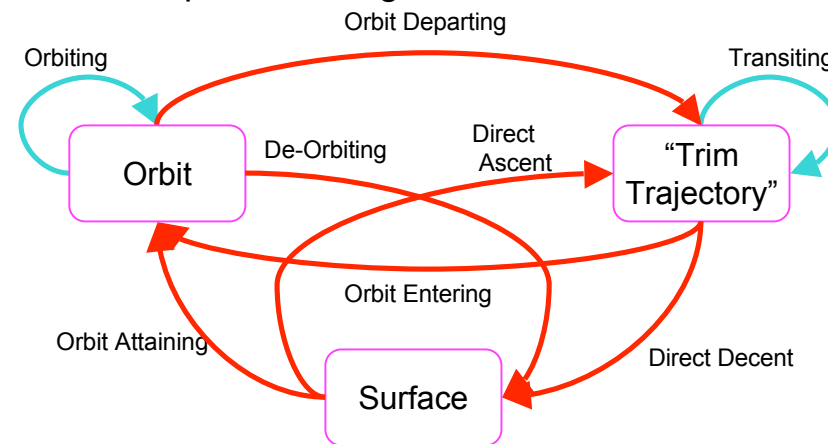 Orbit Departing
Orbiting
Transiting
Direct
Ascent
De-Orbiting
Orbit
“Trim
Trajectory”
Orbit Entering
Orbit Attaining
Direct Decent
Surface